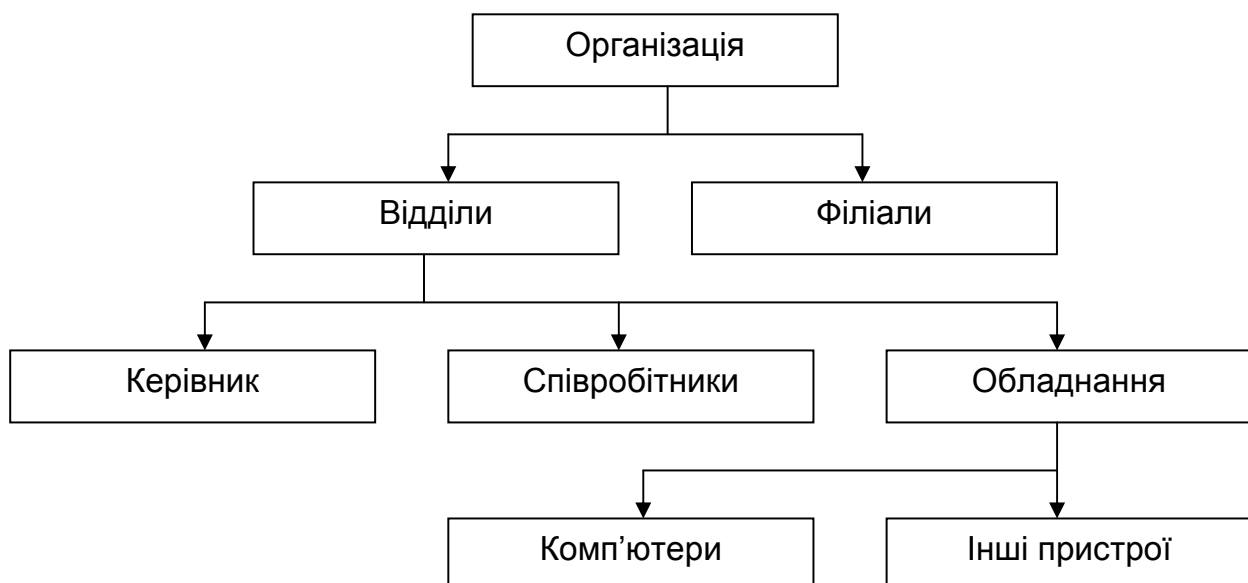 Організація
Відділи
Філіали
Керівник
Співробітники
Обладнання
Комп’ютери
Інші пристрої